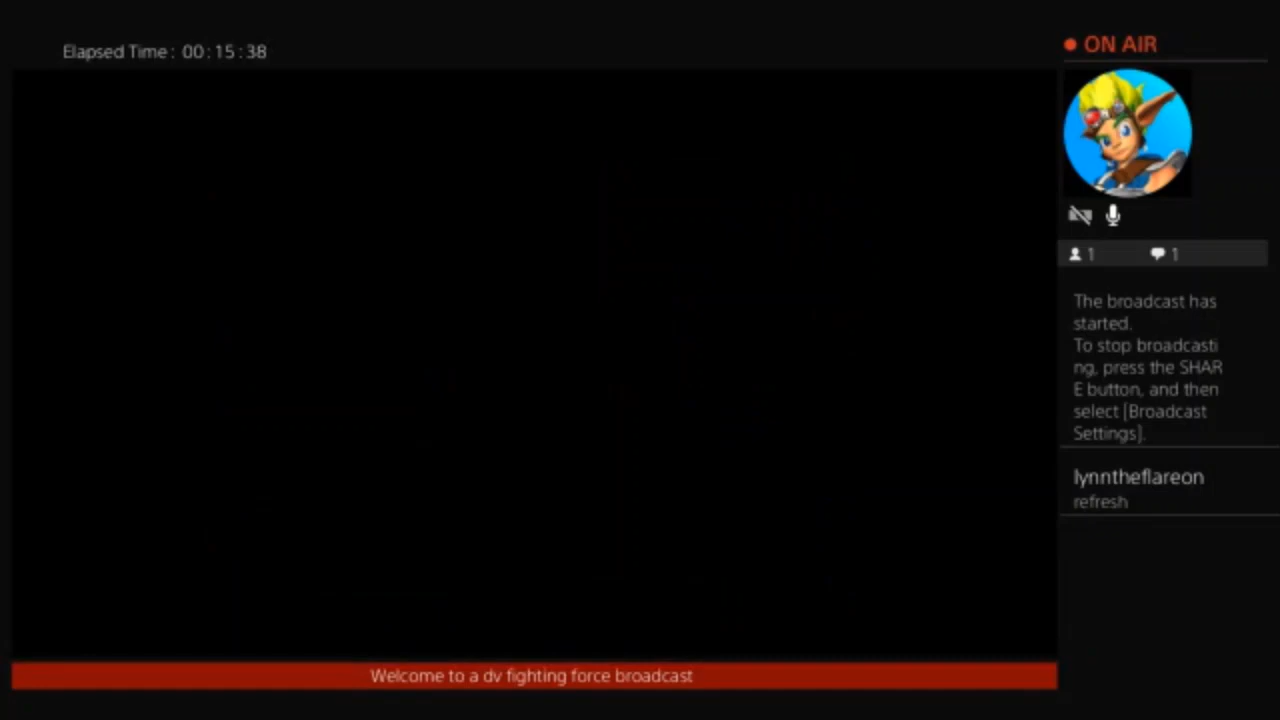 Elapsed Time: 00:15:38
ON AIR
1 1
The broadcast has
started.
To stop broadcasti
ng, press the SHAR
E button, and then
select [Broadcast
Settings].
lynntheflareon
refresh
Welcome to a dv fighting force broadcast